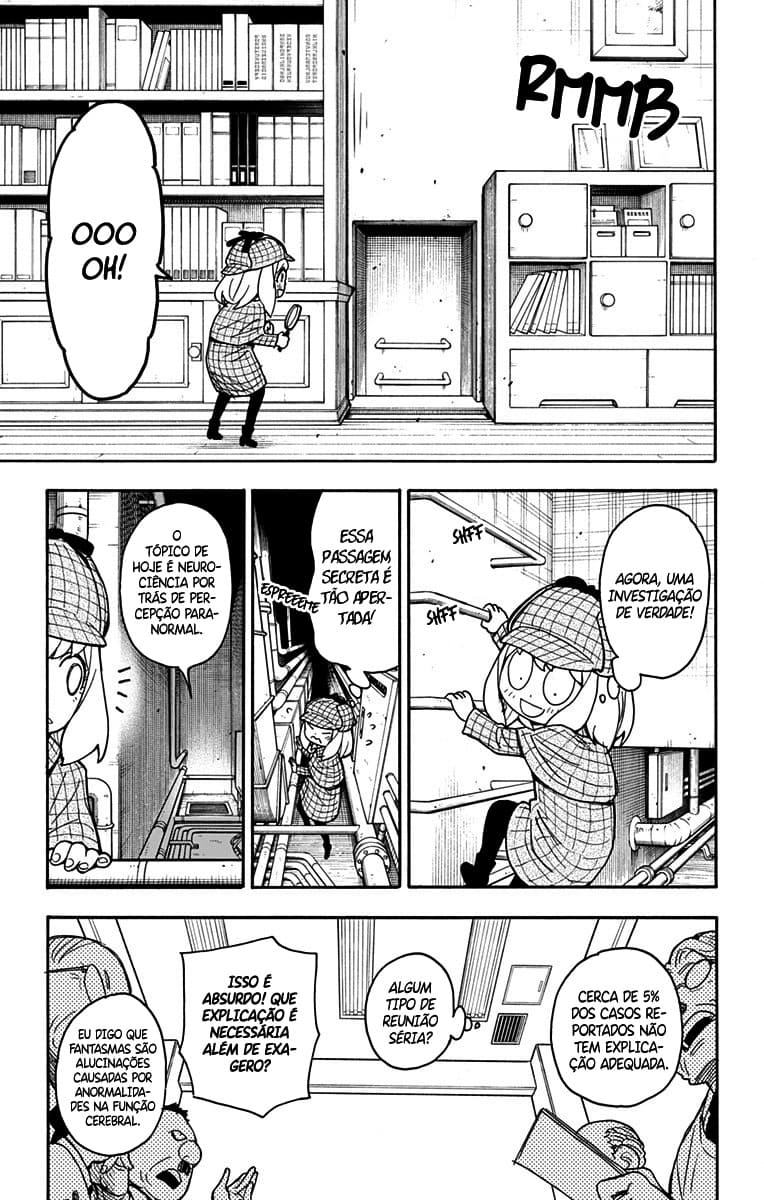 RMMB
OOO
OH!
AGORA, UMA
INVESTIGAÇÃO
DE VERDADE!
SHFF
SHFF
ESSA
PASSAGEM
SECRETA É
TÃO APER-
TADA!
ESPREEEME
O
TÓPICO DE
HOJE É NEURO-
CIÊNCIA POR
TRÁS DE PER-
CEPÇÃO PARA-
NORMAL.
CERCA DE 5%
DOS CASOS RE-
PORTADOS NÃO
TEM EXPLICA-
ÇÃO ADEQUADA.
ALGUM
TIPO DE
REUNIÃO
SÉRIA?
ISSO É
ABSURDO! QUE
EXPLICAÇÃO É
NECESSÁRIA
ALÉM DE EXA-
GERO?
EU DIGO QUE
FANTASMAS SÃO
ALUCINAÇÕES
CAUSADAS POR
ANORMALIDA-
DES NA FUNÇÃO
CEREBRAL.